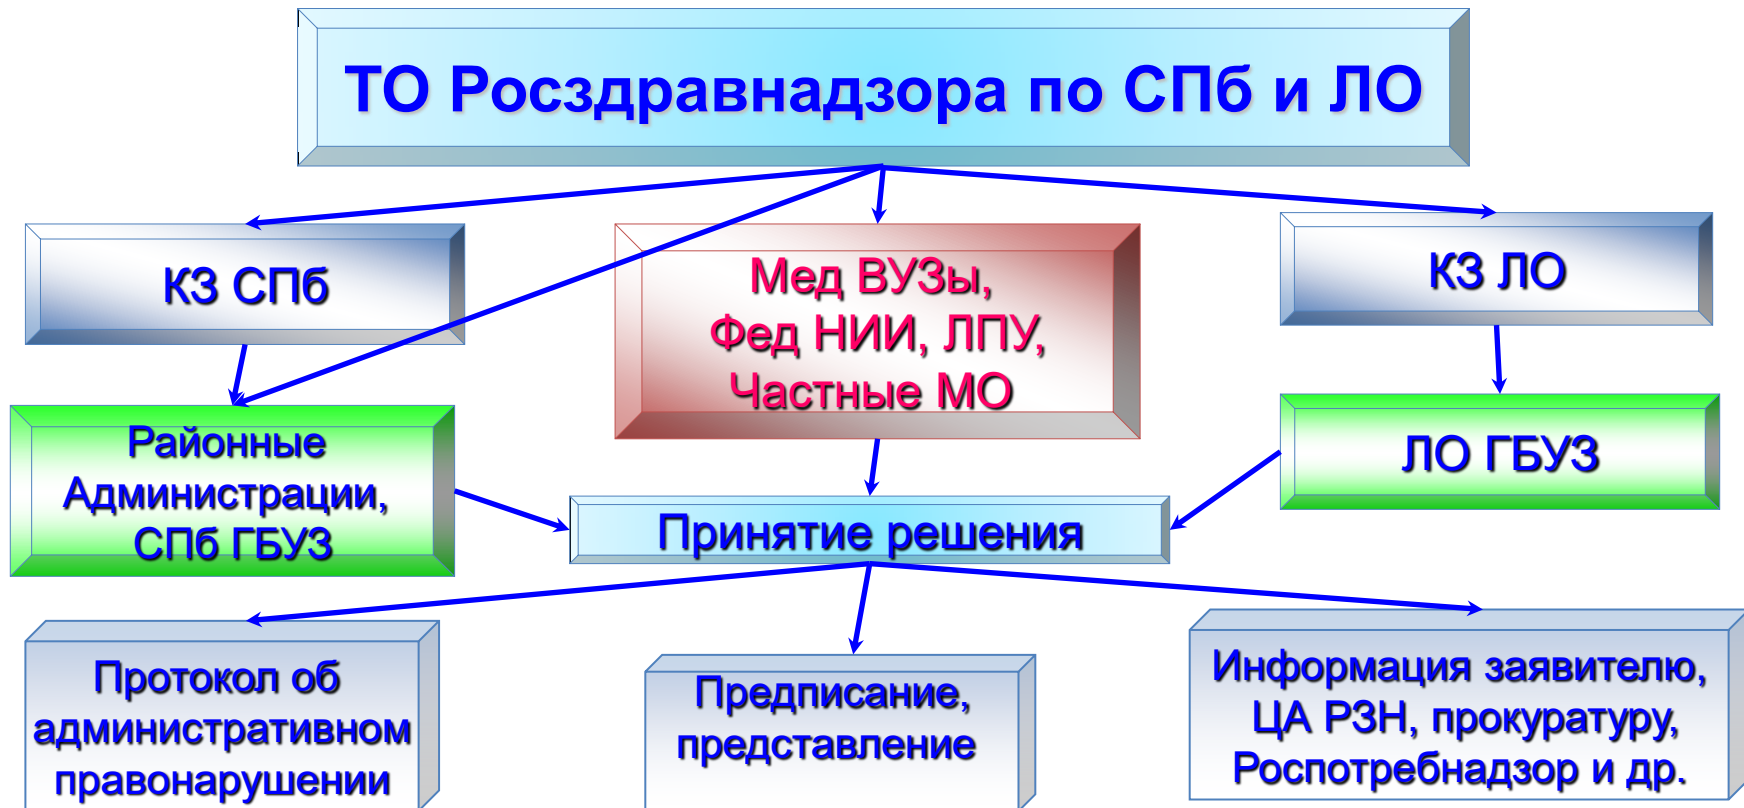 ТО Росздравнадзора по СПб и ЛО
КЗ СПб
Мед ВУЗы,
Фед НИИ, ЛПУ,
Частные МО
КЗ ЛО
Районные
Администрации,
СПб ГБУЗ
ЛО ГБУЗ
Принятие решения
Протокол об
административном
правонарушении
Предписание,
представление
Информация заявителю,
ЦА РЗН, прокуратуру,
Роспотребнадзор и др.